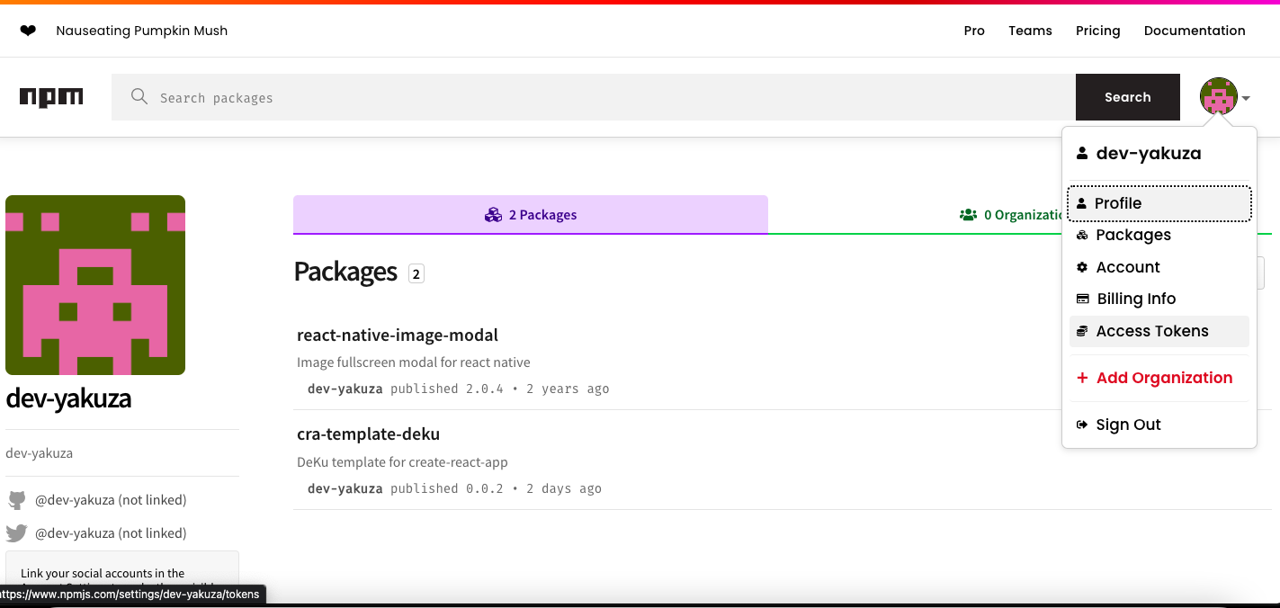 Nauseating Pumpkin Mush
Pro Teams Pricing Documentation
npm
Search packages
Search
dev-yakuza
Profile
Packages
Account
Billing Info
Access Tokens
+ Add Organization
Sign Out
2 Packages
0 Organizatio
Packages 2
react-native-image-modal
Image fullscreen modal for react native
dev-yakuza published 2.0.4 • 2 years ago
cra-template-deku
DeKu template for create-react-app
dev-yakuza published 0.0.2 • 2 days ago
dev-yakuza
dev-yakuza
@dev-yakuza (not linked)
@dev-yakuza (not linked)
Link your social accounts in the
ttps://www.npmjs.com/settings/dev-yakuza/tokens